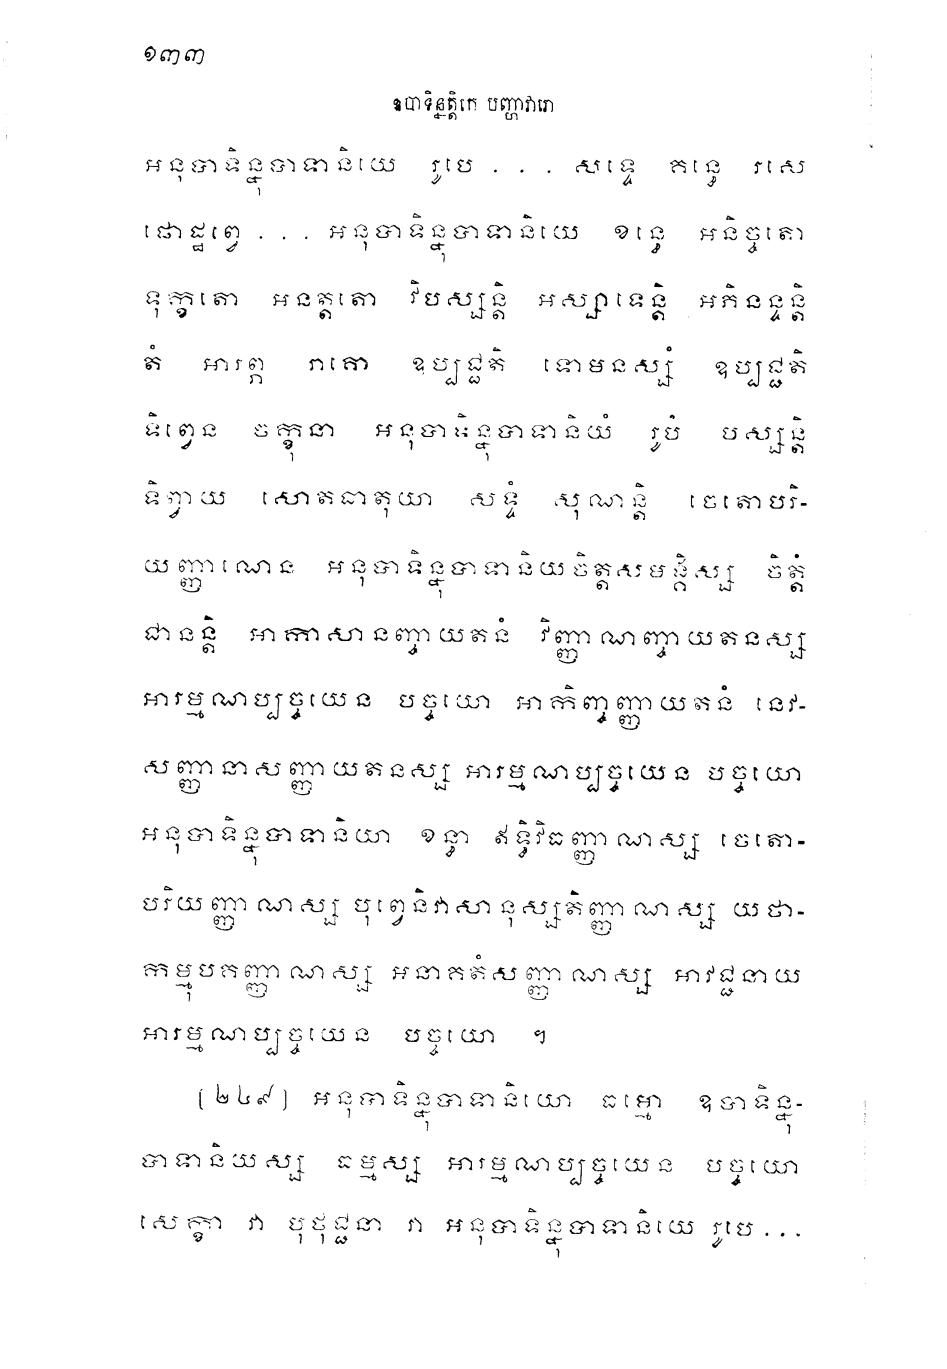 ១៣៣
ឧបាទិន្នត្តិកេ បញ្ហាវារោ
អនុបាទិន្នុបាទានិយេ រូបេ . . . សទ្ទេ គន្ធេ រសេ
ផោដ្ឋព្វេ . . . អនុបាទិន្នុបាទានិយេ ខន្ធេ អនិច្ចតោ
ទុក្ខតោ អនត្តតោ វិបស្សន្តិ អស្សាទេន្តិ អភិនន្ទន្តិ
តំ អារព្ភ រាគោ ឧប្បជ្ជតិ ទោមនស្សំ ឧប្បជ្ជតិ
ទិព្វេន ចក្ខុនា អនុបាទិន្នុបាទានិយំ រូបំ បស្សន្តិ
ទិព្វាយ សោតធាតុយា សទ្ទំ សុណន្តិ ចេតោបរិ-
យញ្ញាណេន អនុបាទិន្នុបាទានិយចិត្តសមង្គិស្ស ចិត្តំ
ជានន្តិ អាកាសានញ្ចាយតនំ វិញ្ញាណញ្ចាយតនស្ស
អារម្មណប្បច្ចយេន បច្ចយោ អាកិញ្ចញ្ញាយតនំ នេវ-
សញ្ញានាសញ្ញាយតនស្ស អារម្មណប្បច្ចយេន បច្ចយោ
អនុបាទិន្នុបាទានិយា ខន្ធា ឥទ្ធិវិធញ្ញាណស្ស ចេតោ-
បរិយញ្ញាណស្ស បុព្វេនិវាសានុស្សតិញ្ញាណស្ស យថា-
កម្មុបគញ្ញាណស្ស អនាគតំសញ្ញាណស្ស អាវជ្ជនាយ
អារម្មណប្បច្ចយេន បច្ចយោ ។
[២៤៩] អនុបាទិន្នុបាទានិយោ ធម្មោ ឧបាទិន្នុ-
បាទានិយស្ស ធម្មស្ស អារម្មណប្បច្ចយេន បច្ចយោ
សេក្ខា វា បុថុជ្ជនា វា អនុបាទិន្នុបាទានិយេ រូបេ . . .